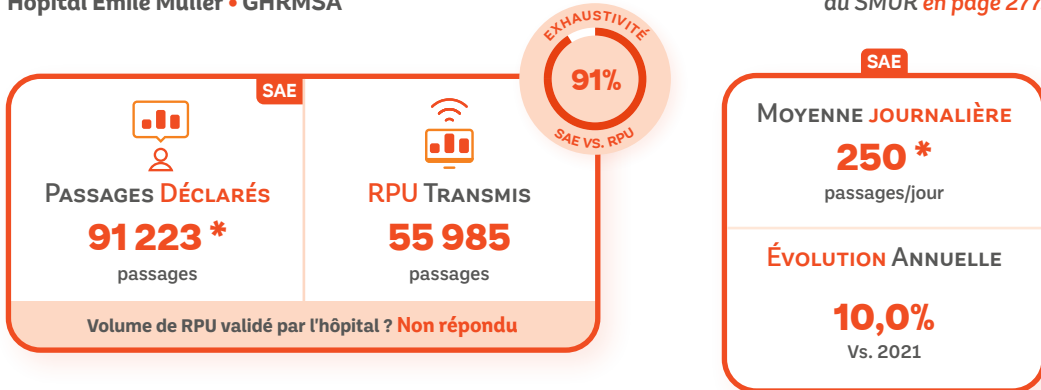 Hôpital Emile Muller • GHRMSA
du SMUR en page 277
EXHAUSTIVITÉ
91%
SAE VS. RPU
SAE
PASSAGES DÉCLARÉS
91 223 *
passages
RPU TRANSMIS
55 985
passages
Volume de RPU validé par l'hôpital ? Non répondu
SAE
MOYENNE JOURNALIÈRE
250 *
passages/jour
ÉVOLUTION ANNUELLE
10,0%
Vs. 2021